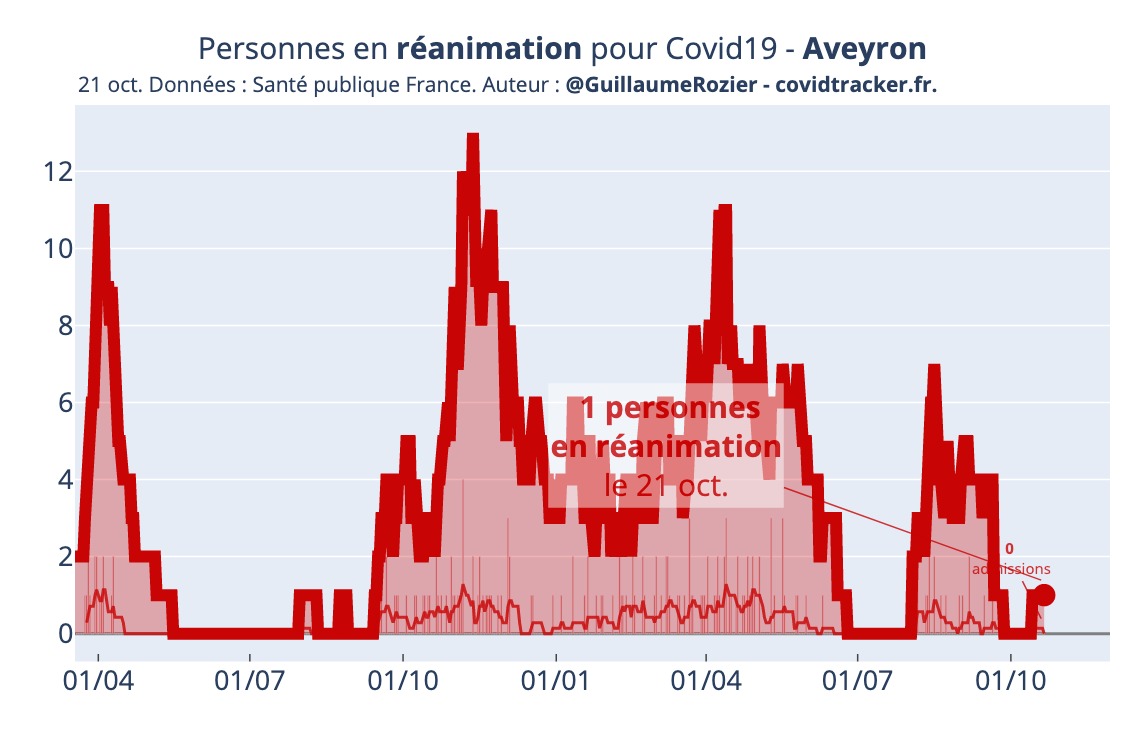 Personnes en réanimation pour Covid19 - Aveyron
21 oct. Données : Santé publique France. Auteur : @GuillaumeRozier - covidtracker.fr.
12
10
8
6
4
2
0
1 personnes
en réanimation
le 21 oct.
0
admissions
01/04
01/07
01/10
01/01
01/04
01/07
01/10